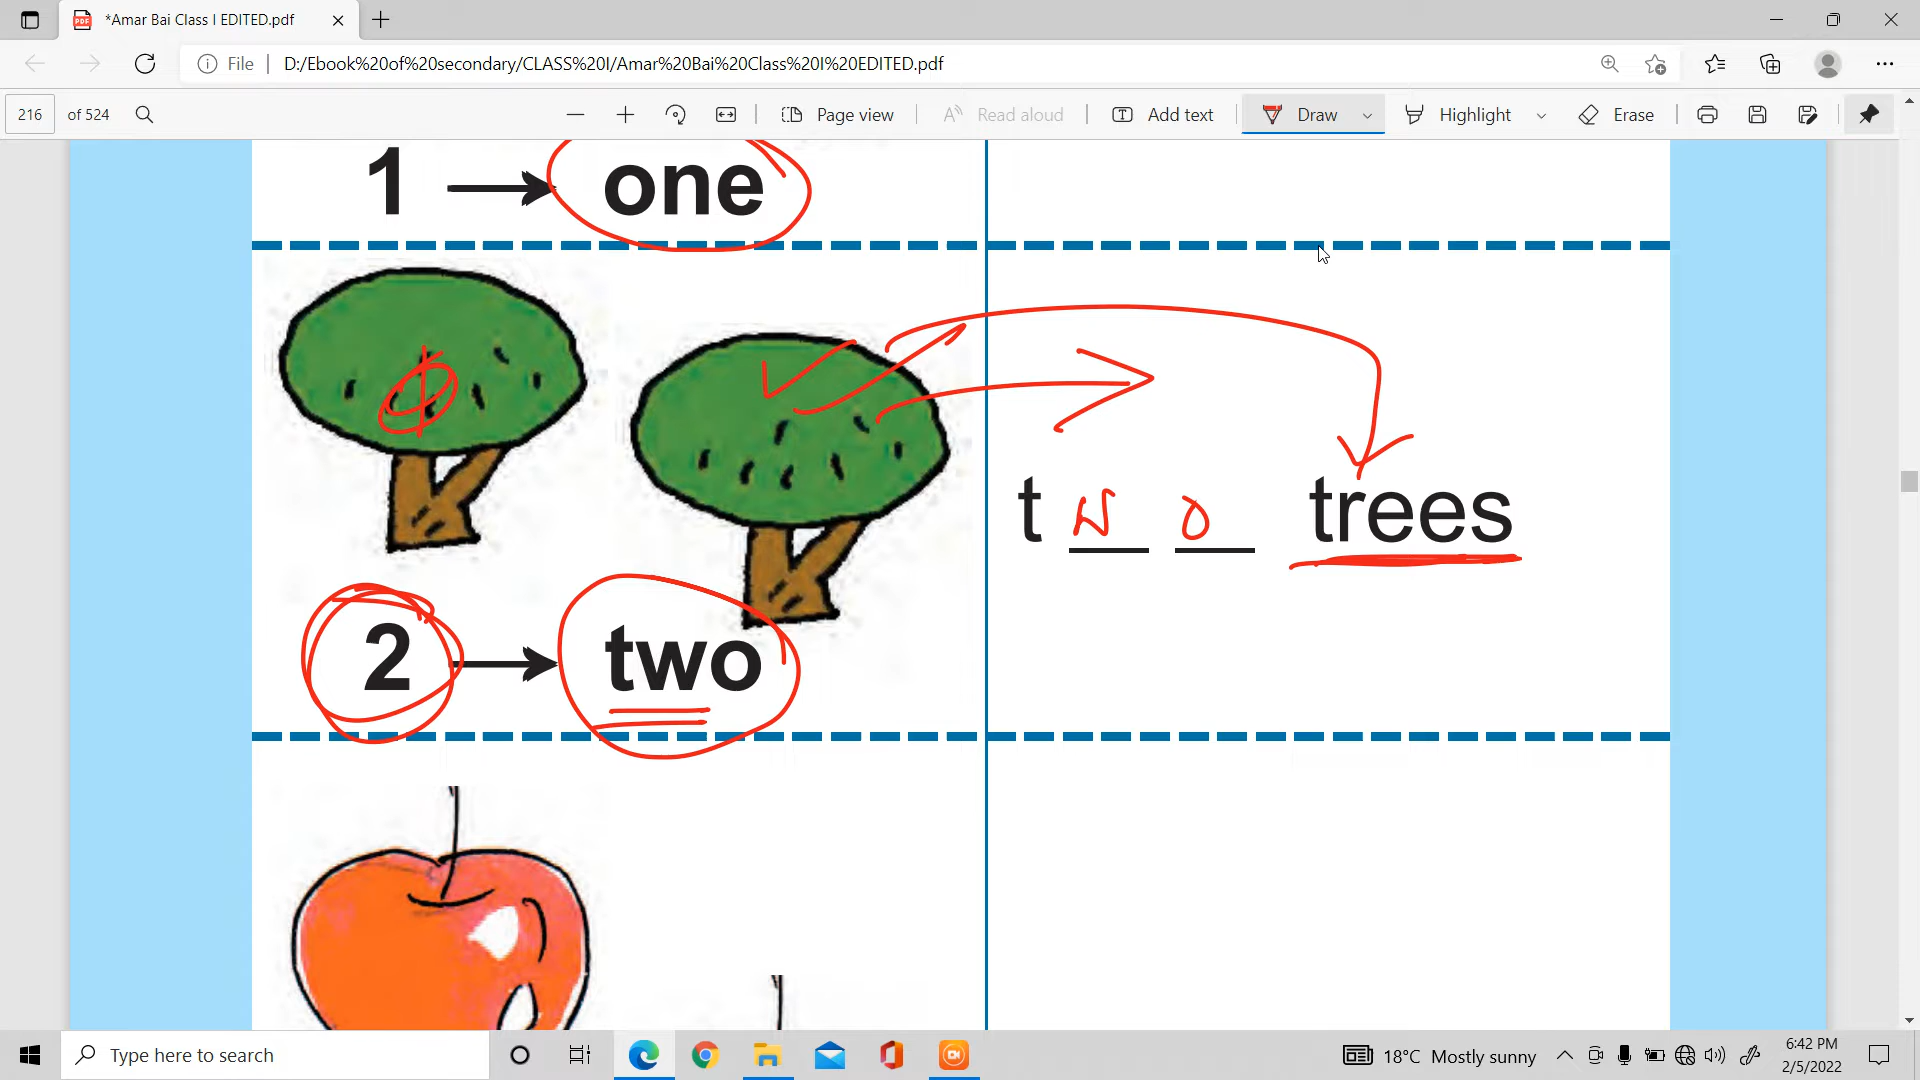 *Amar Bai Class I EDITED.pdf
File D:/Ebook%20of%20secondary/CLASS%20I/Amar%20Bai%20Class%20I%20EDITED.pdf
216 of 524 Page view Read aloud Add text Draw Highlight Erase
1 → one
t w o trees
2 → two
Type here to search 18°C Mostly sunny 6:42 PM
2/5/2022